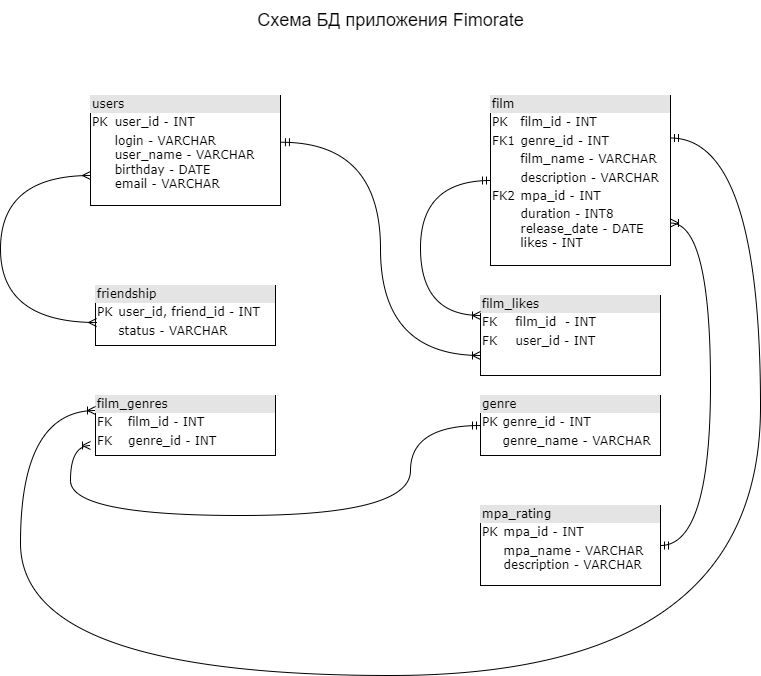 Схема БД приложения Fimorate
users
PK user_id - INT
login - VARCHAR
user_name - VARCHAR
birthday - DATE
email - VARCHAR
film
PK film_id - INT
FK1 genre_id - INT
film_name - VARCHAR
description - VARCHAR
FK2 mpa_id - INT
duration - INT8
release_date - DATE
likes - INT
friendship
PK user_id, friend_id - INT
status - VARCHAR
film_likes
FK film_id - INT
FK user_id - INT
film_genres
FK film_id - INT
FK genre_id - INT
genre
PK genre_id - INT
genre_name - VARCHAR
mpa_rating
PK mpa_id - INT
mpa_name - VARCHAR
description - VARCHAR